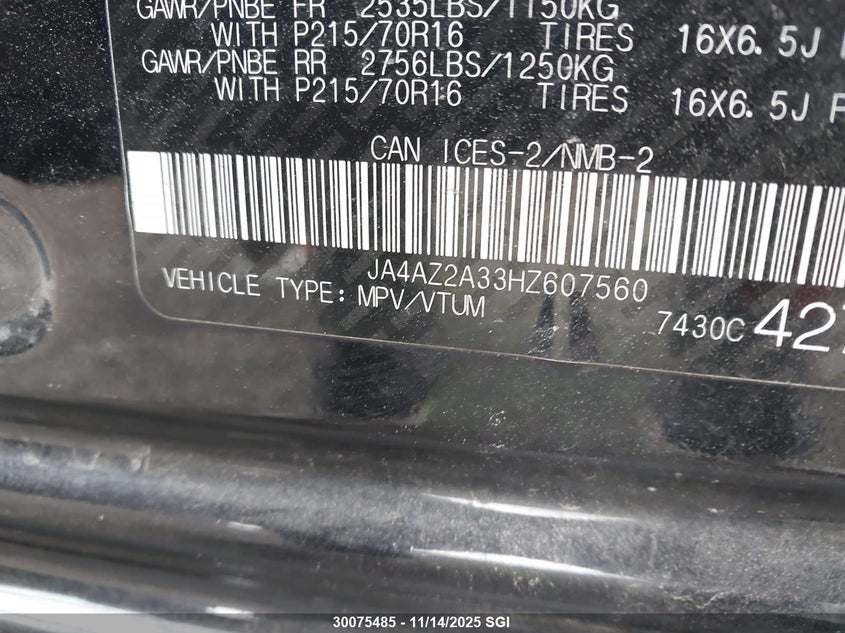 GAWR/PNBE FR 2535LBS/1150KG
WITH P215/70R16 TIRES 16X6.5J
GAWR/PNBE RR 2756LBS/1250KG
WITH P215/70R16 TIRES 16X6.5J
CAN ICES-2/NMB-2
JA4AZ2A33HZ607560
VEHICLE TYPE: MPV/VTUM
7430C 427
30075485 - 11/14/2025 SGI